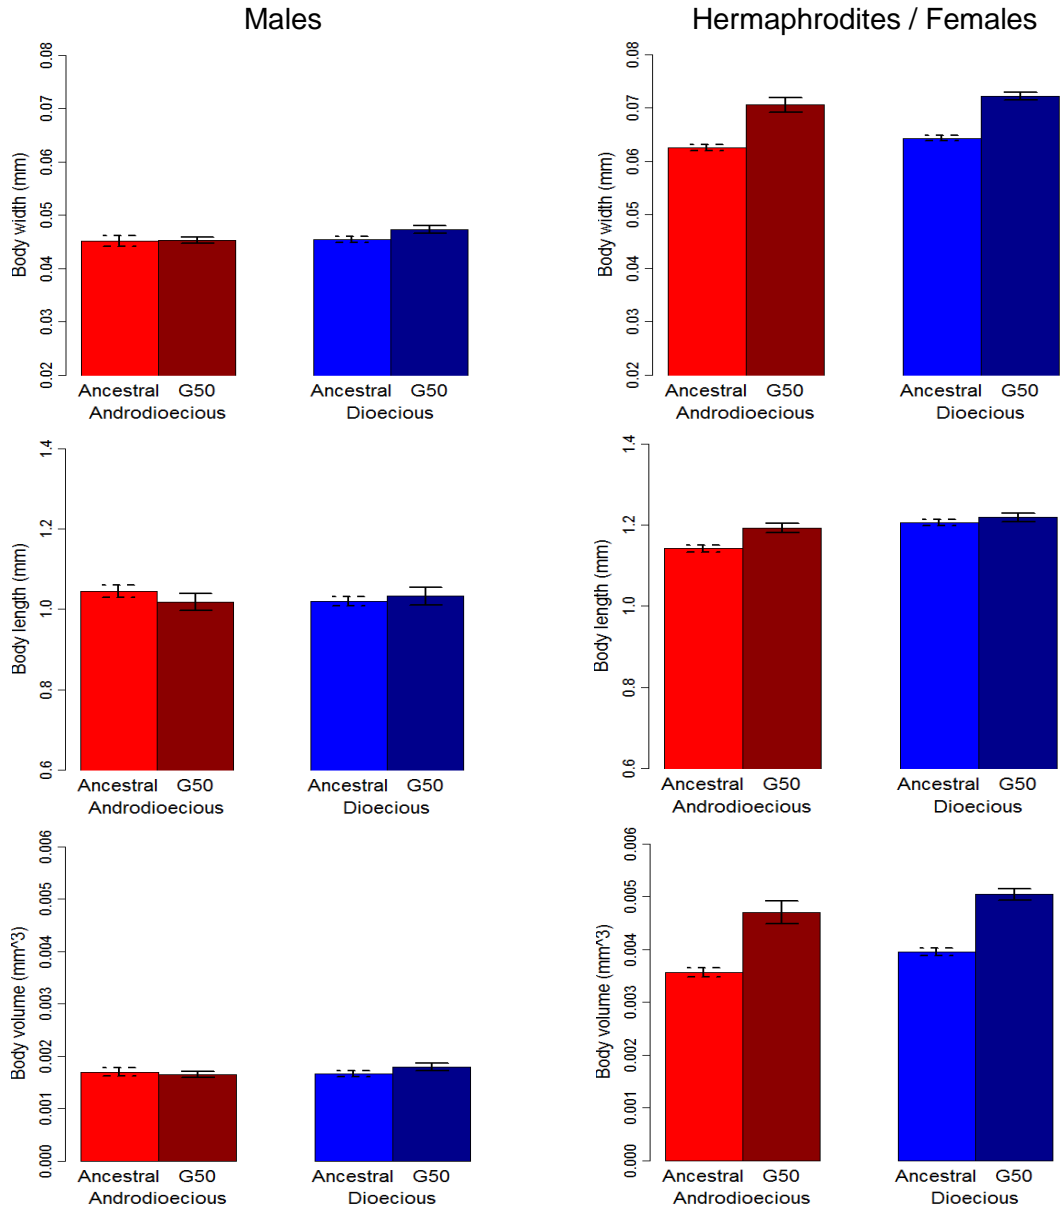 Males
Hermaphrodites / Females
Body width (mm)
0.08
0.07
0.06
0.05
0.04
0.03
0.02
Ancestral G50
Androdioecious
Ancestral G50
Dioecious
Body width (mm)
0.08
0.07
0.06
0.05
0.04
0.03
0.02
Ancestral G50
Androdioecious
Ancestral G50
Dioecious
Body length (mm)
1.4
1.2
1.0
0.8
0.6
Ancestral G50
Androdioecious
Ancestral G50
Dioecious
Body length (mm)
1.4
1.2
1.0
0.8
0.6
Ancestral G50
Androdioecious
Ancestral G50
Dioecious
Body volume (mm^3)
0.006
0.005
0.004
0.003
0.002
0.001
0.000
Ancestral G50
Androdioecious
Ancestral G50
Dioecious
Body volume (mm^3)
0.006
0.005
0.004
0.003
0.002
0.001
0.000
Ancestral G50
Androdioecious
Ancestral G50
Dioecious